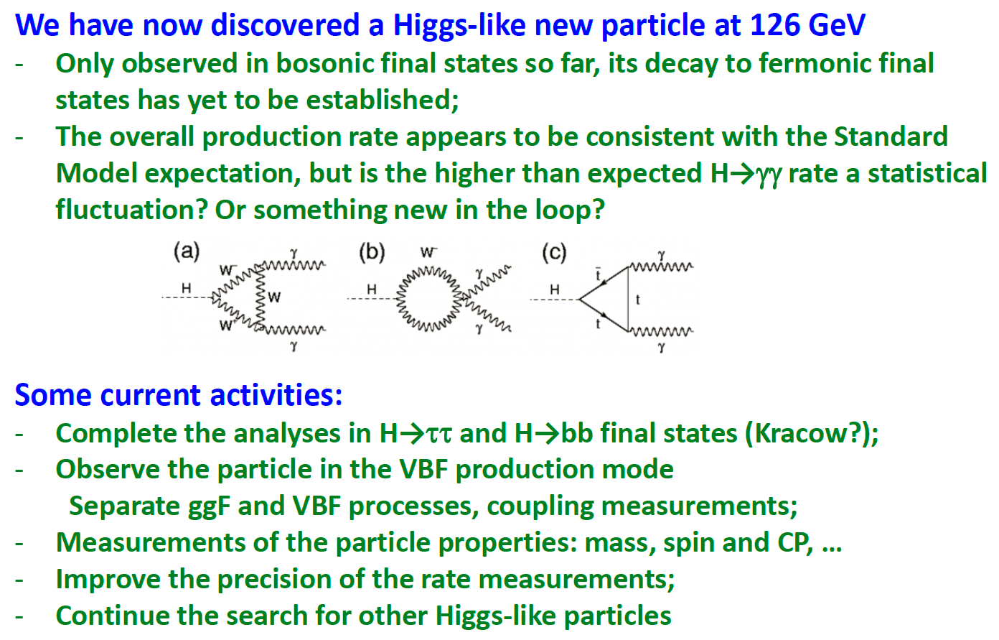 We have now discovered a Higgs-like new particle at 126 GeV
- Only observed in bosonic final states so far, its decay to fermonic final
states has yet to be established;
- The overall production rate appears to be consistent with the Standard
Model expectation, but is the higher than expected H→γγ rate a statistical
fluctuation? Or something new in the loop?
(a) H W⁻ W W⁺ γ γ
(b) H W⁻ γ γ
(c) H t̄ t t γ γ
Some current activities:
- Complete the analyses in H→ττ and H→bb final states (Kracow?);
- Observe the particle in the VBF production mode
Separate ggF and VBF processes, coupling measurements;
- Measurements of the particle properties: mass, spin and CP, ...
- Improve the precision of the rate measurements;
- Continue the search for other Higgs-like particles